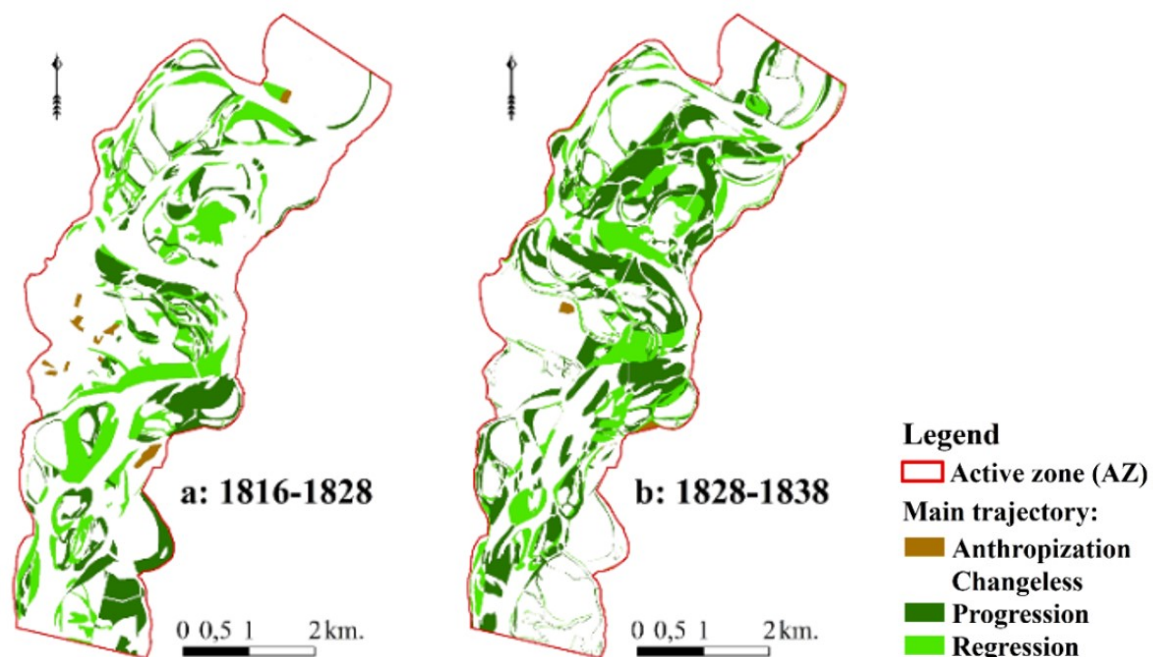 a: 1816-1828
b: 1828-1838
0 0,5 1 2 km.
0 0,5 1 2 km.
Legend
Active zone (AZ)
Main trajectory:
Anthropization
Changeless
Progression
Regression